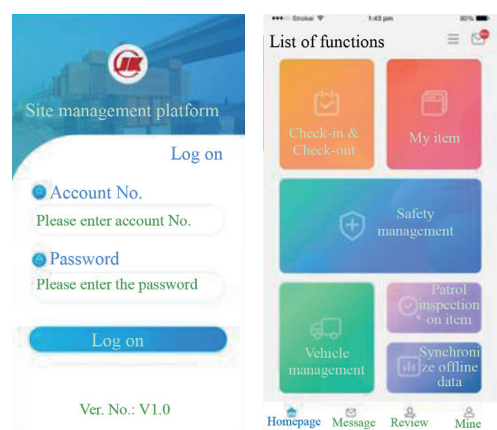 Site management platform
Log on
Account No.
Please enter account No.
Password
Please enter the password
Log on
Ver. No.: V1.0
1:43 pm
80%
List of functions
Check-in &
Check-out
My item
Safety
management
Vehicle
management
Patrol
inspection
on item
Synchroni
ze offline
data
Homepage
Message
Review
Mine